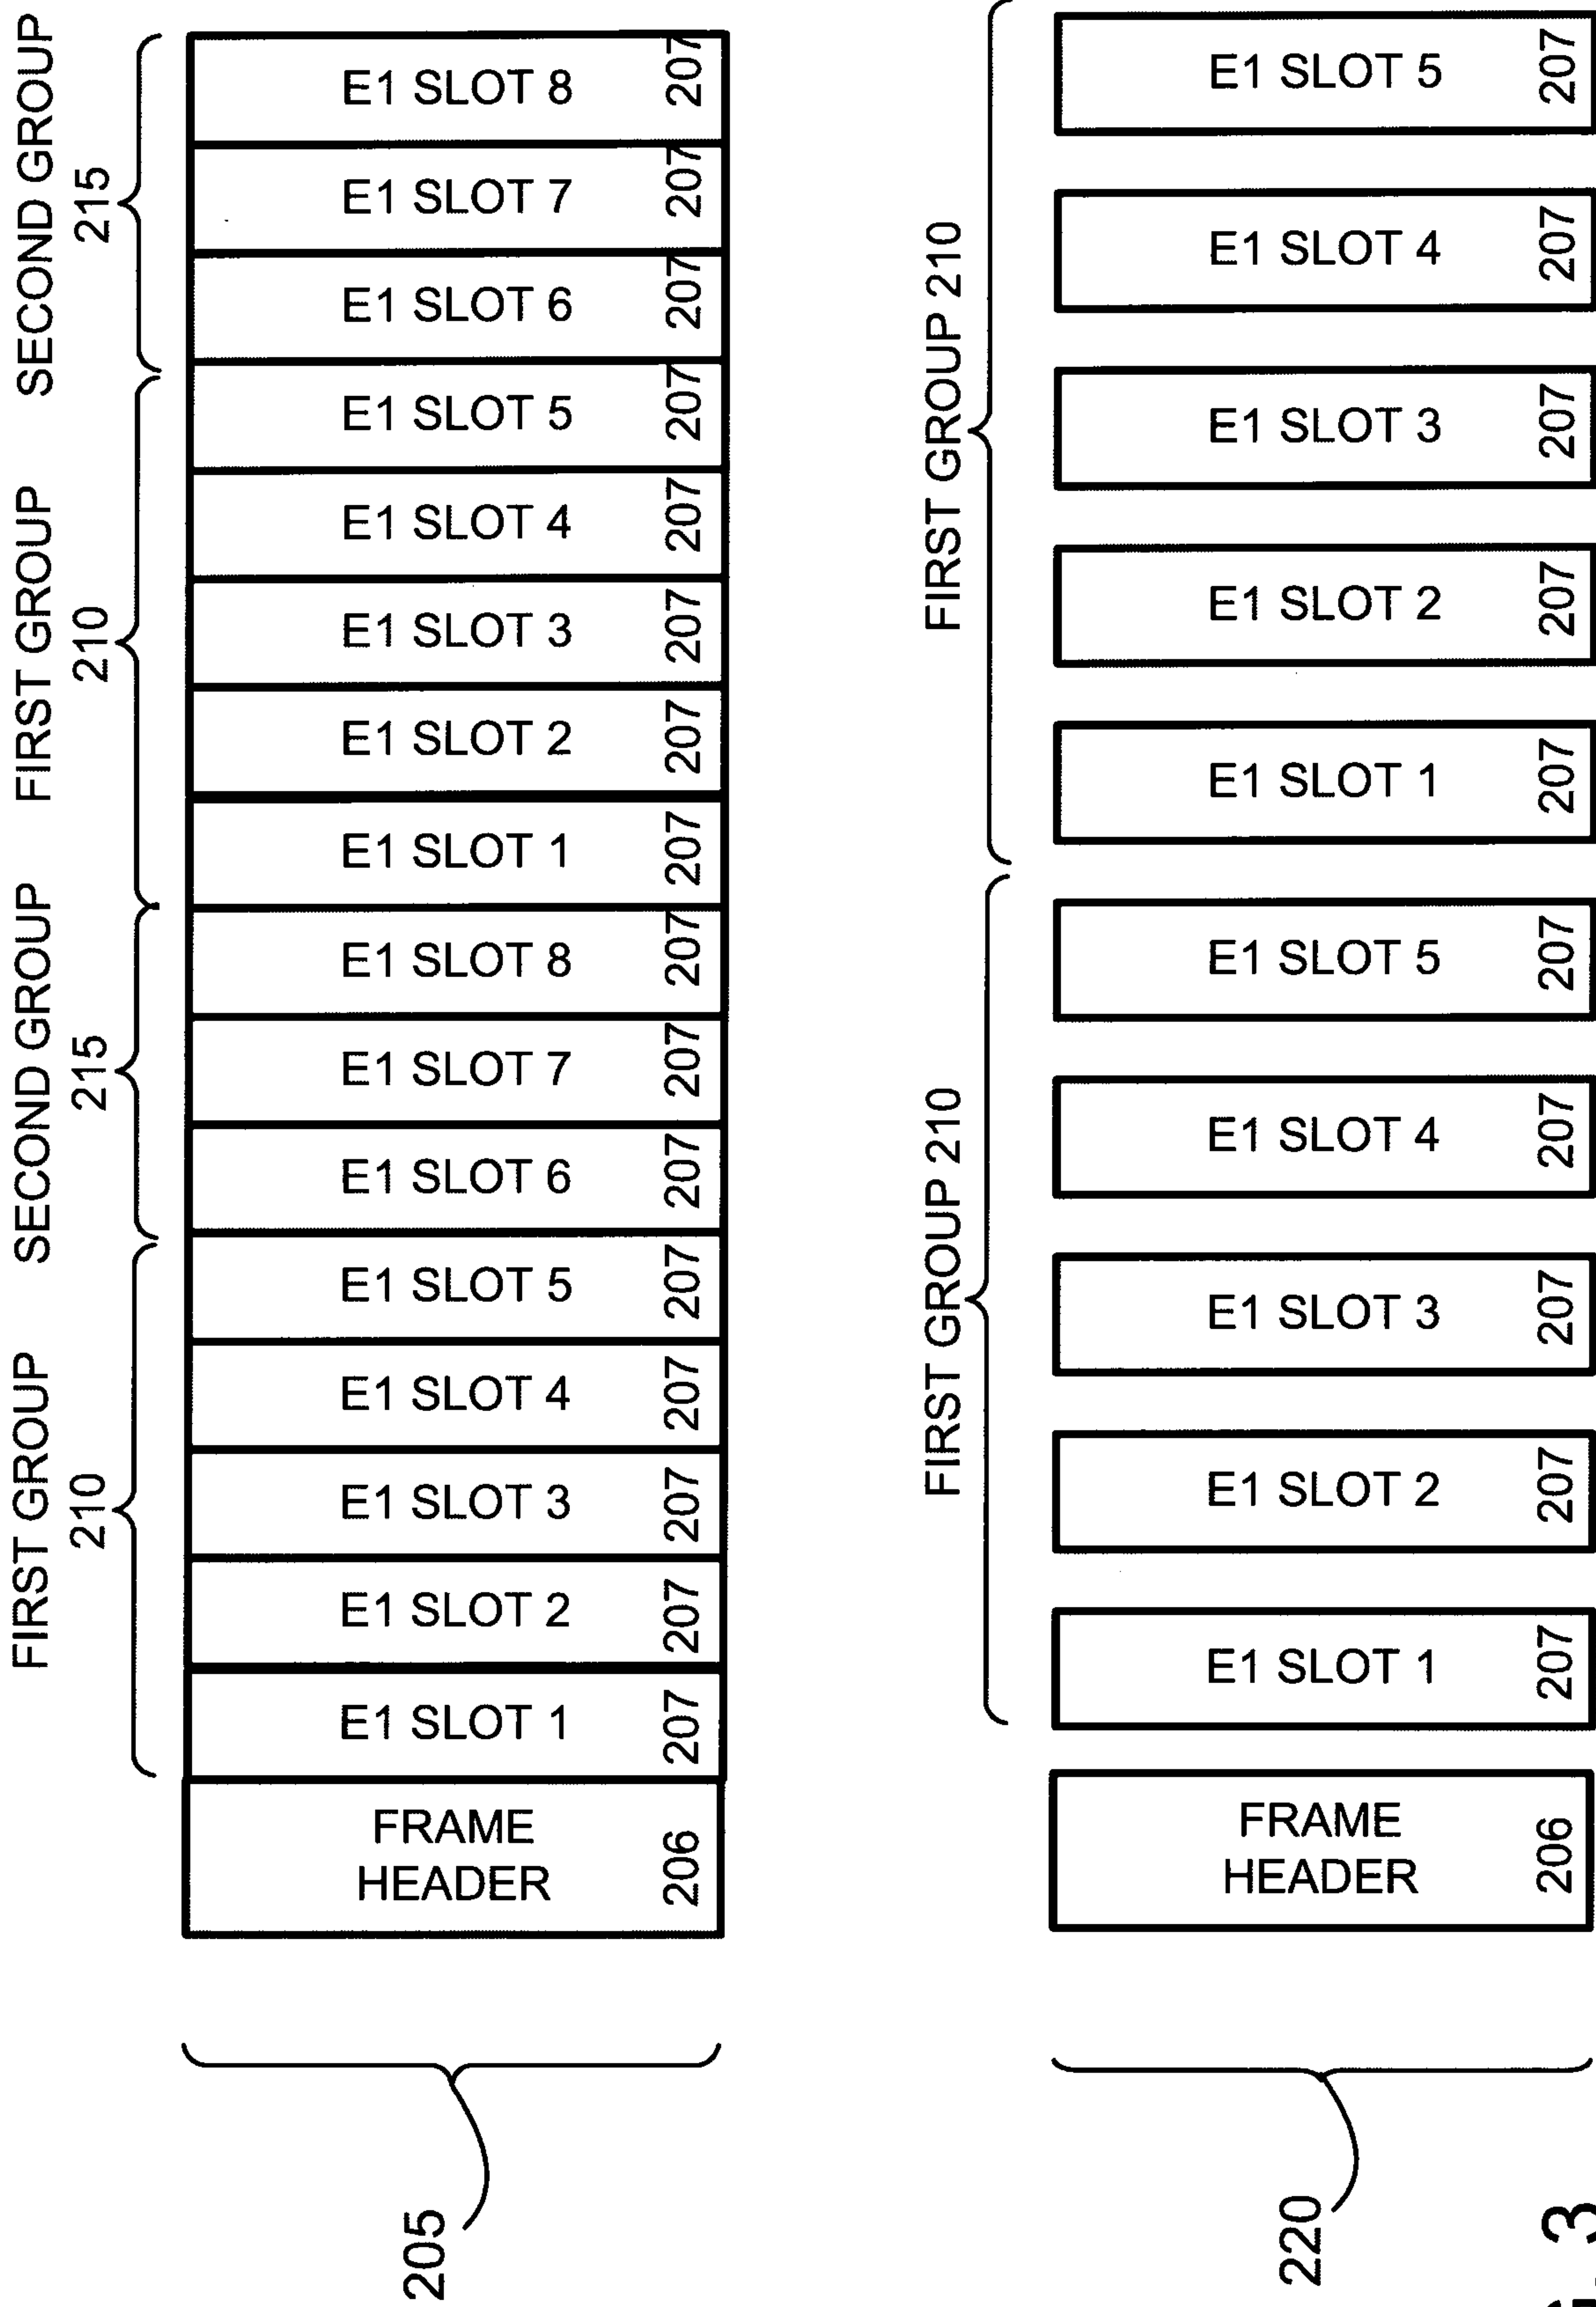 FIRST GROUP
210
SECOND GROUP
215
FIRST GROUP
210
SECOND GROUP
215
205
FRAME
HEADER
206
E1 SLOT 1
207
E1 SLOT 2
207
E1 SLOT 3
207
E1 SLOT 4
207
E1 SLOT 5
207
E1 SLOT 6
207
E1 SLOT 7
207
E1 SLOT 8
207
E1 SLOT 1
207
E1 SLOT 2
207
E1 SLOT 3
207
E1 SLOT 4
207
E1 SLOT 5
207
E1 SLOT 6
207
E1 SLOT 7
207
E1 SLOT 8
207
FIRST GROUP 210
FIRST GROUP 210
220
FRAME
HEADER
206
E1 SLOT 1
207
E1 SLOT 2
207
E1 SLOT 3
207
E1 SLOT 4
207
E1 SLOT 5
207
E1 SLOT 1
207
E1 SLOT 2
207
E1 SLOT 3
207
E1 SLOT 4
207
E1 SLOT 5
207
3